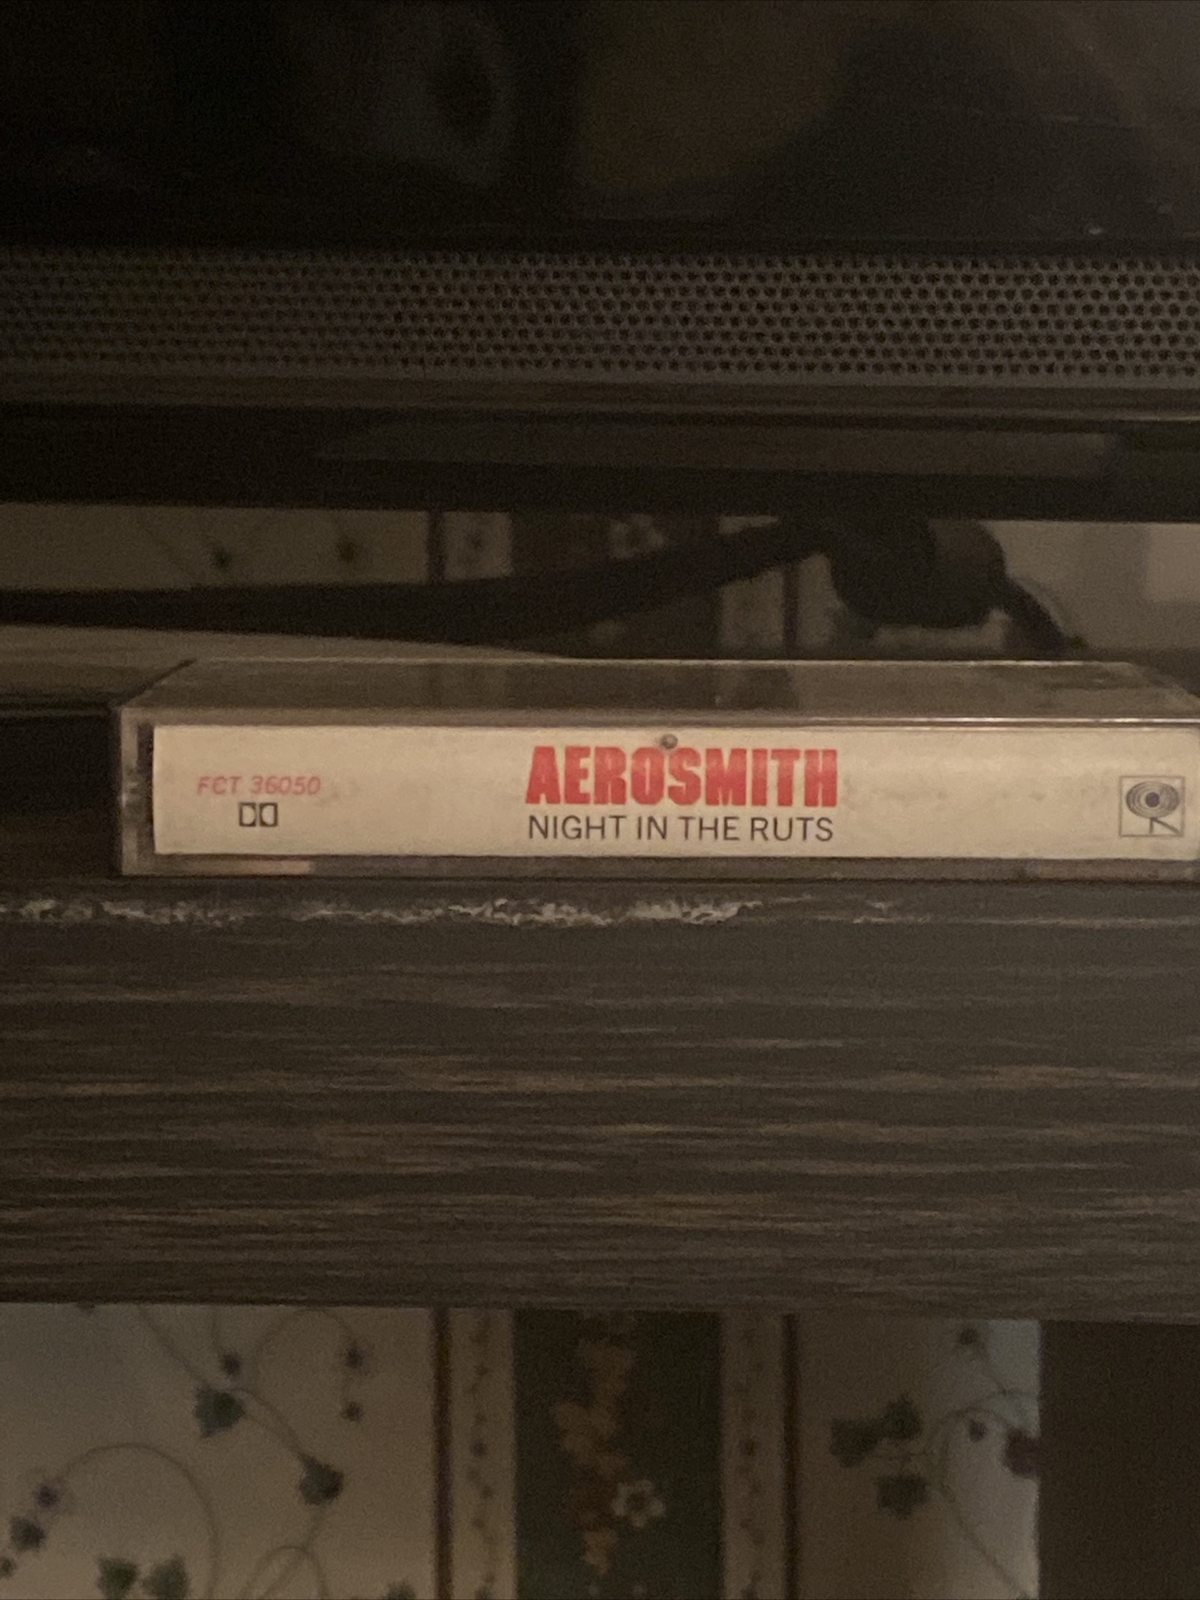 FCT 36050
AEROSMITH
NIGHT IN THE RUTS